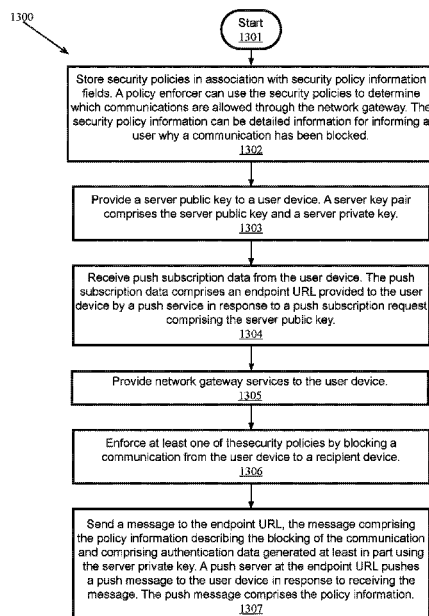 1300
Start
1301
Store security policies in association with security policy information
fields. A policy enforcer can use the security policies to determine
which communications are allowed through the network gateway. The
security policy information can be detailed information for informing a
user why a communication has been blocked.
1302
Provide a server public key to a user device. A server key pair
comprises the server public key and a server private key.
1303
Receive push subscription data from the user device. The push
subscription data comprises an endpoint URL provided to the user
device by a push service in response to a push subscription request
comprising the server public key.
1304
Provide network gateway services to the user device.
1305
Enforce at least one of thesecurity policies by blocking a
communication from the user device to a recipient device.
1306
Send a message to the endpoint URL, the message comprising
the policy information describing the blocking of the communication
and comprising authentication data generated at least in part using
the server private key. A push server at the endpoint URL pushes
a push message to the user device in response to receiving the
message. The push message comprises the policy information.
1307